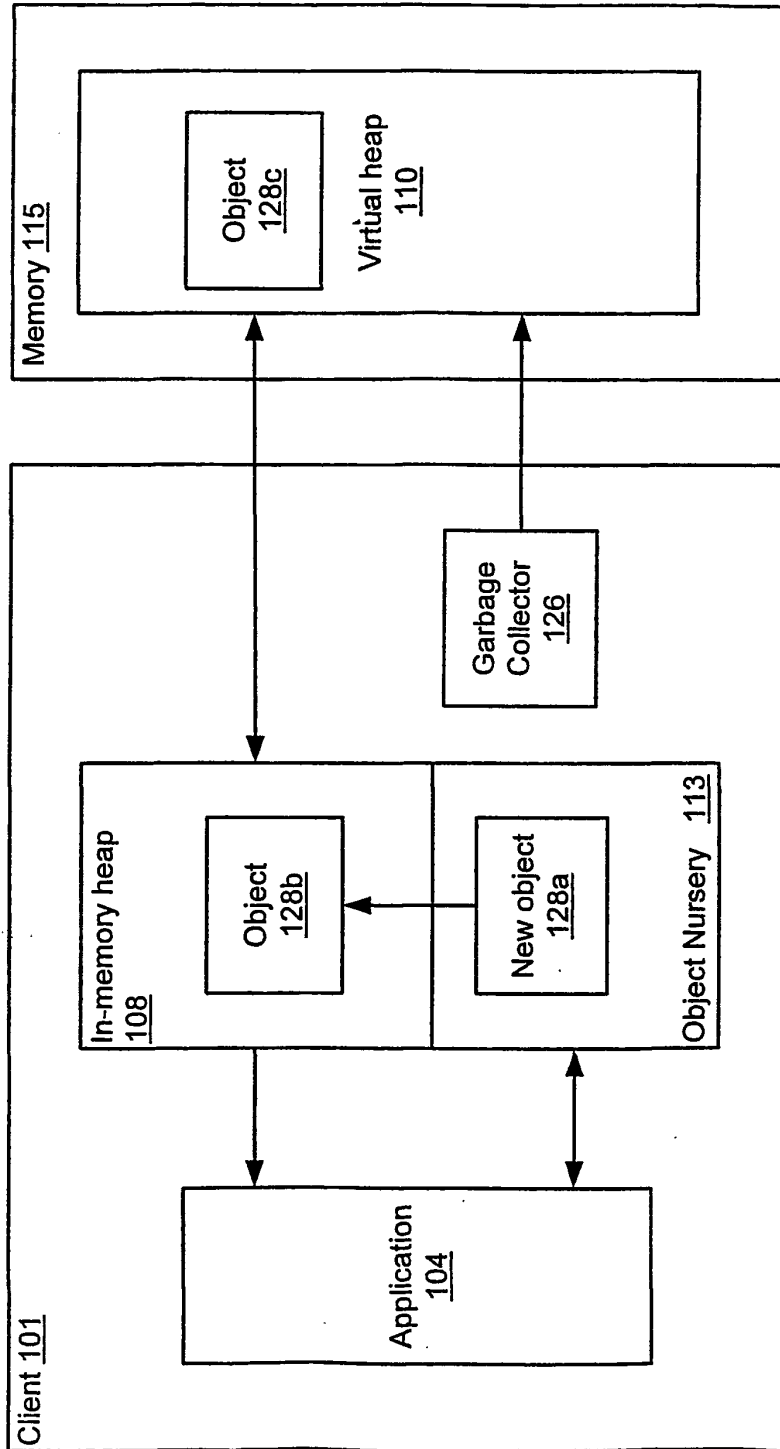 Client 101
Application
104
In-memory heap
108
Object
128b
New object
128a
Object Nursery 113
Garbage
Collector
126
Memory 115
Object
128c
Virtual heap
110